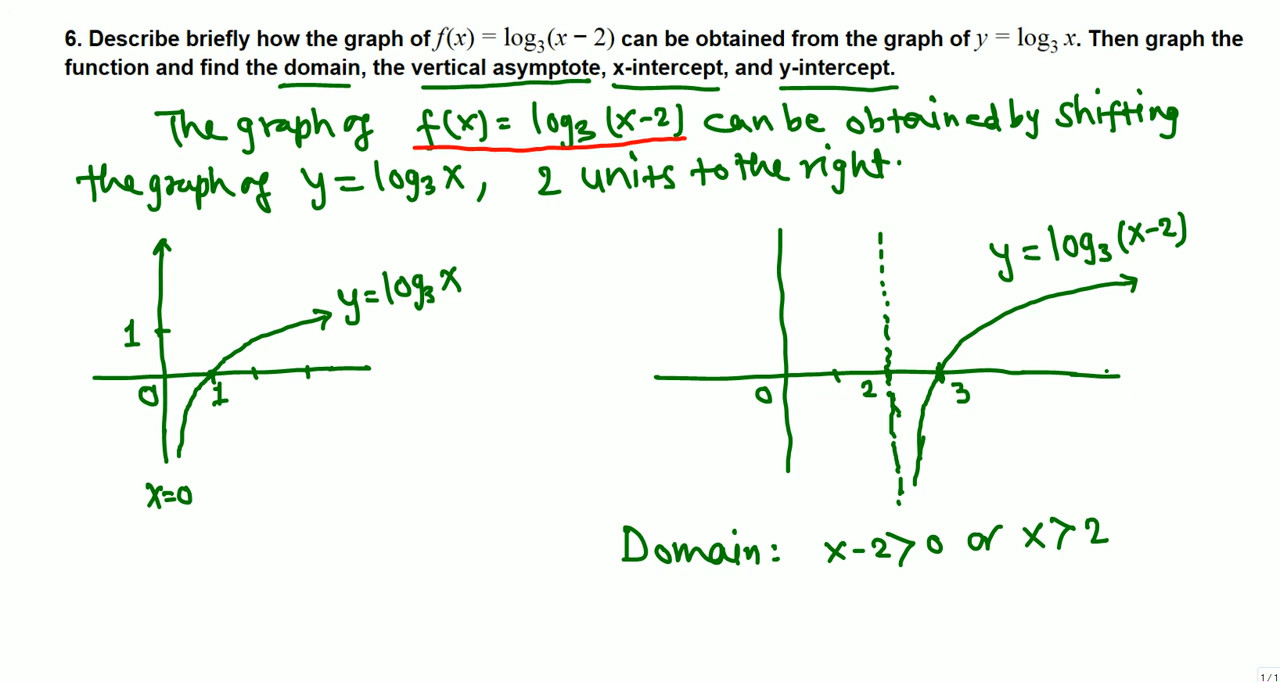 6. Describe briefly how the graph of f(x) = log₃(x − 2) can be obtained from the graph of y = log₃ x. Then graph the
function and find the domain, the vertical asymptote, x-intercept, and y-intercept.
The graph of f(x) = log₃(x-2) can be obtained by shifting
the graph of y = log₃x, 2 units to the right.
y = log₃x
1
0
1
x=0
y = log₃(x-2)
0
2
3
Domain: x-2>0 or x>2
1/1